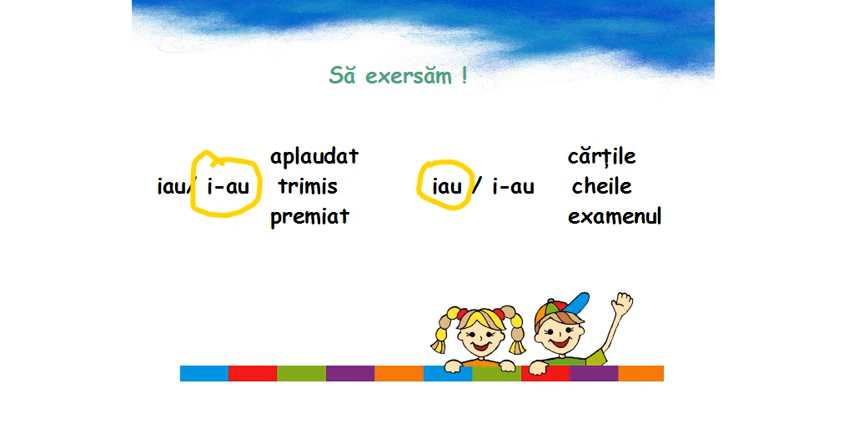 Să exersăm !
aplaudat cărțile
iau/ i-au trimis iau / i-au cheile
premiat examenul